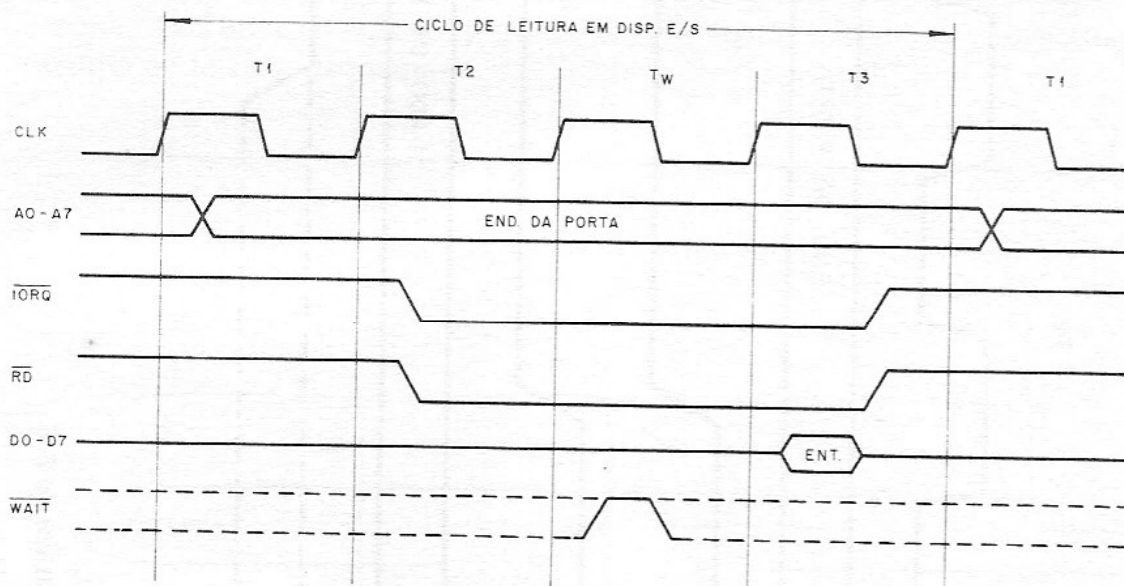 CICLO DE LEITURA EM DISP. E/S
T1 T2 TW T3 T1
CLK
A0-A7 END. DA PORTA
IORQ
RD
D0-D7 ENT.
WAIT